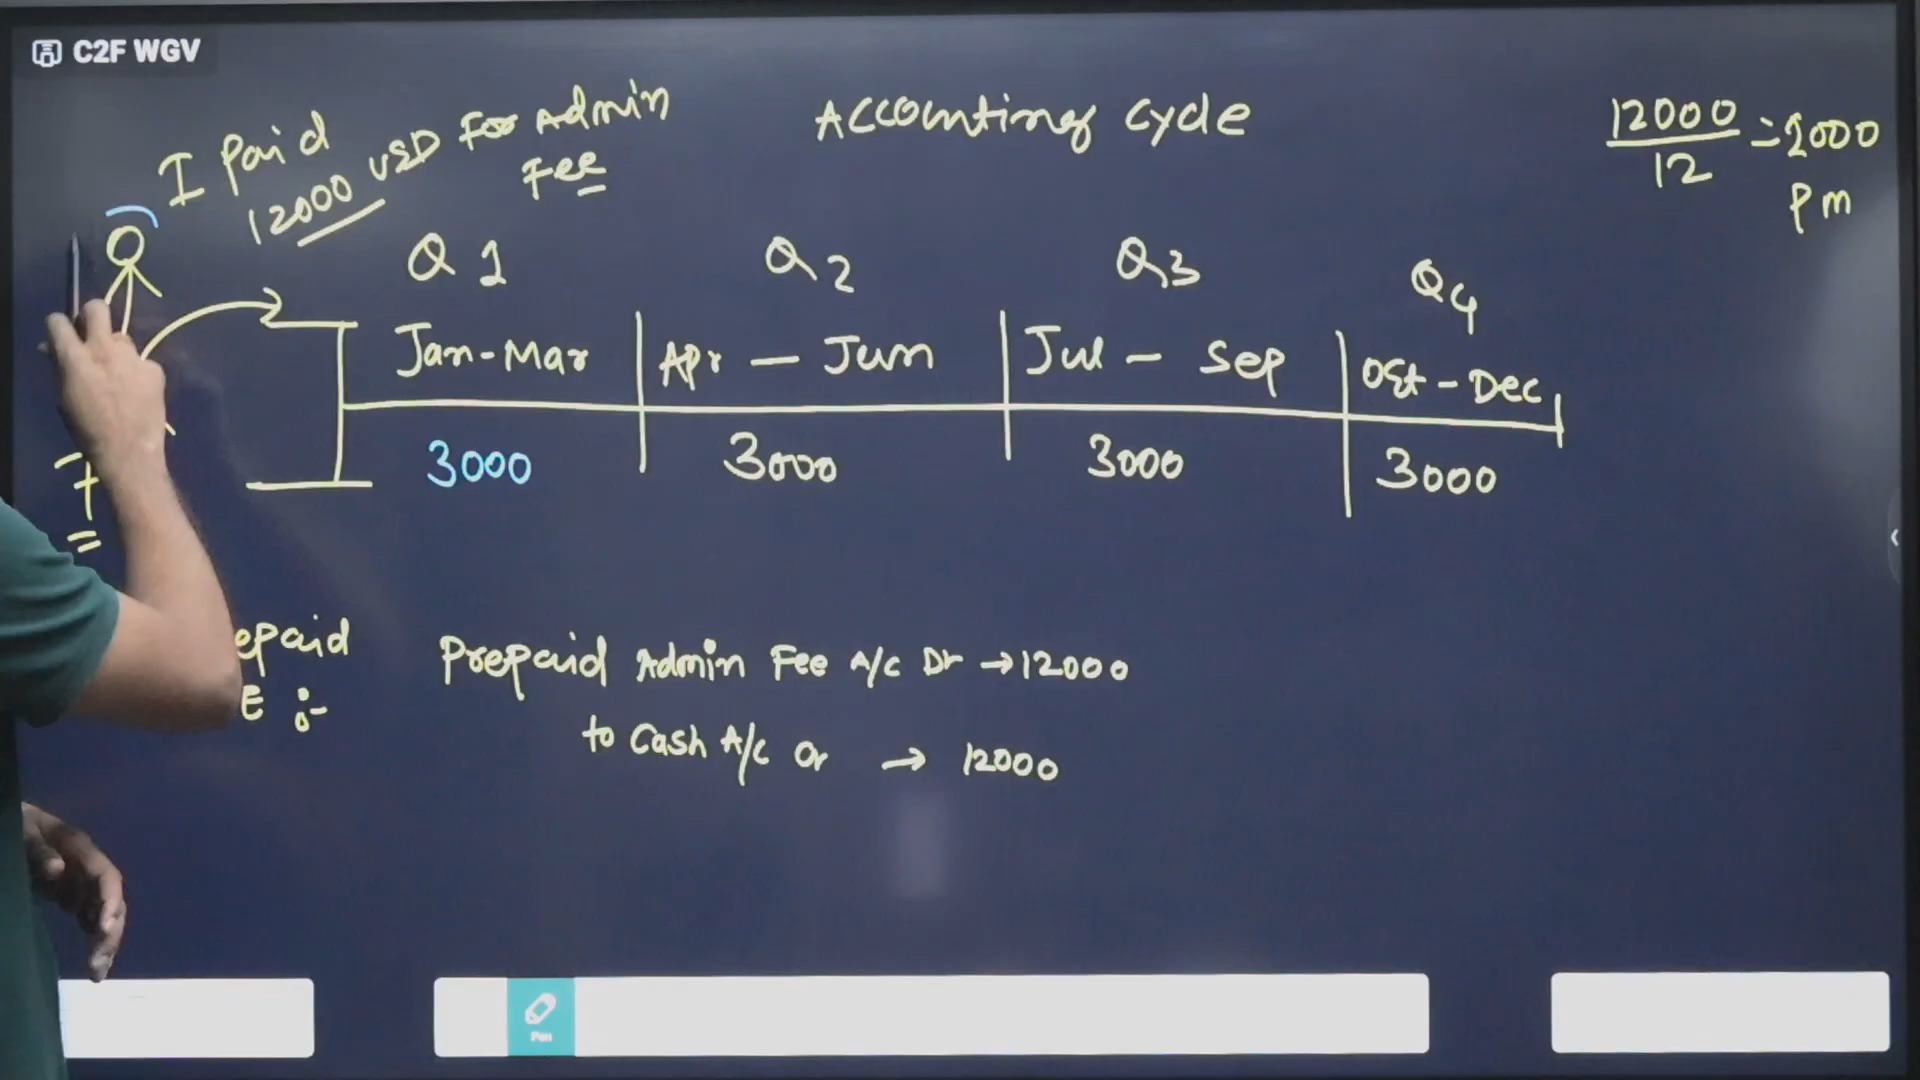 C2F WGV
I Paid
12000 USD For Admin
Fee
Accounting Cycle
12000
12
=1000
Pm
Q1 Q2 Q3 Q4
Jan-Mar Apr - Jun Jul - Sep Oct - Dec
3000 3000 3000 3000
epaid
E :-
Prepaid Admin Fee A/c Dr → 12000
to Cash A/c Cr → 12000
Pen